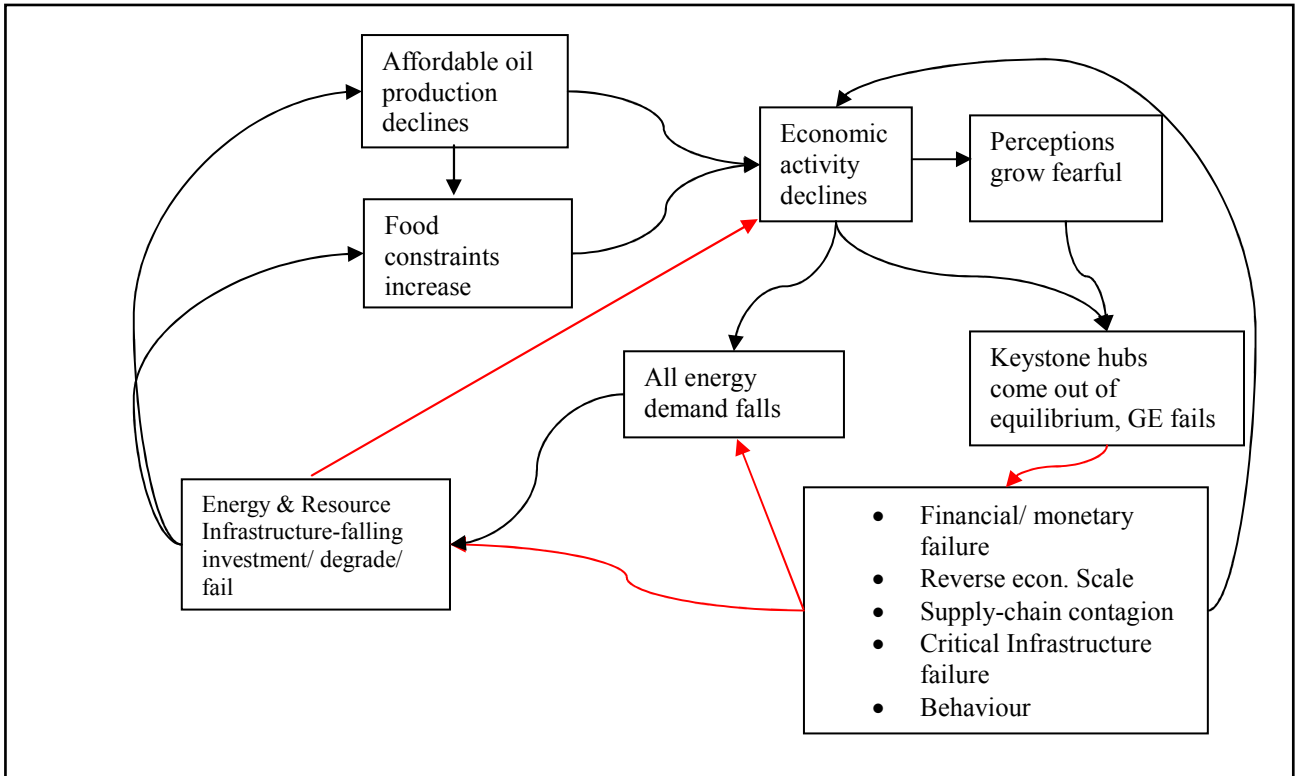 Affordable oil
production
declines
Food
constraints
increase
Economic
activity
declines
Perceptions
grow fearful
All energy
demand falls
Keystone hubs
come out of
equilibrium, GE fails
Energy & Resource
Infrastructure-falling
investment/ degrade/
fail
• Financial/ monetary
failure
• Reverse econ. Scale
• Supply-chain contagion
• Critical Infrastructure
failure
• Behaviour